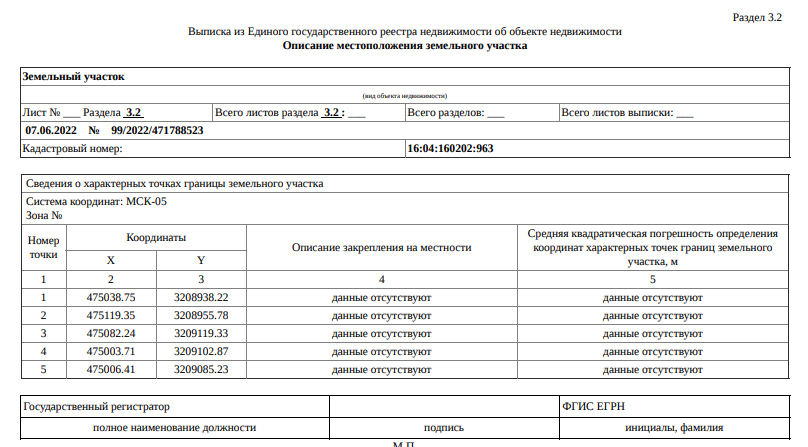 Раздел 3.2
Выписка из Единого государственного реестра недвижимости об объекте недвижимости
Описание местоположения земельного участка
Земельный участок
(вид объекта недвижимости)
Лист № ___ Раздела 3.2 Всего листов раздела 3.2 : ___ Всего разделов: ___ Всего листов выписки: ___
07.06.2022 № 99/2022/471788523
Кадастровый номер: 16:04:160202:963
Сведения о характерных точках границы земельного участка
Система координат: МСК-05
Зона №
Номер точки Координаты Описание закрепления на местности Средняя квадратическая погрешность определения координат характерных точек границ земельного участка, м
X Y
1 2 3 4 5
1 475038.75 3208938.22 данные отсутствуют данные отсутствуют
2 475119.35 3208955.78 данные отсутствуют данные отсутствуют
3 475082.24 3209119.33 данные отсутствуют данные отсутствуют
4 475003.71 3209102.87 данные отсутствуют данные отсутствуют
5 475006.41 3209085.23 данные отсутствуют данные отсутствуют
Государственный регистратор ФГИС ЕГРН
полное наименование должности подпись инициалы, фамилия
М.П.